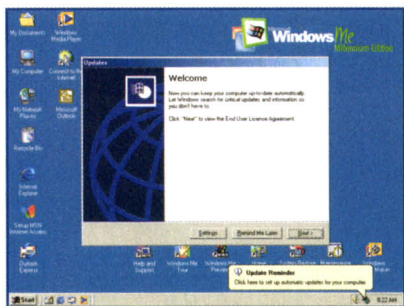 Windows Me
Millennium Edition
My Documents
Windows
Media Player
My Computer
Connect to the
Internet
My Network
Places
Microsoft
Outlook
Recycle Bin
Internet
Explorer
Setup MSN
Internet Access
Outlook
Express
Updates
Welcome
Now you can keep your computer up-to-date automatically.
Let Windows search for critical updates and information so
you don't have to.
Click "Next" to view the End User License Agreement.
Settings
Remind Me Later
Next >
Help and
Support
Windows Me
Tour
Windows Me
Update Reminder
Click here to set up automatic updates for your computer.
Start
8:22 AM